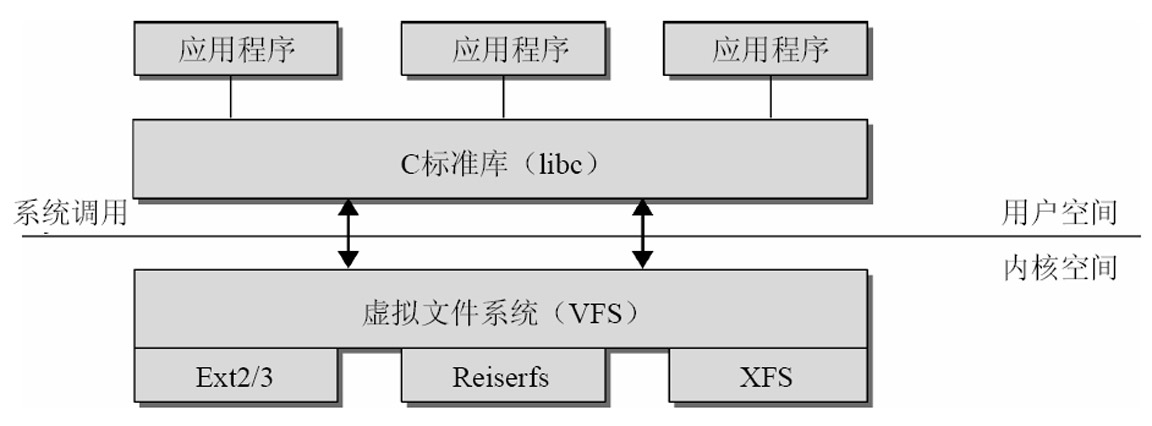 应用程序 应用程序 应用程序
C标准库（libc）
系统调用 用户空间
内核空间
虚拟文件系统（VFS）
Ext2/3 Reiserfs XFS